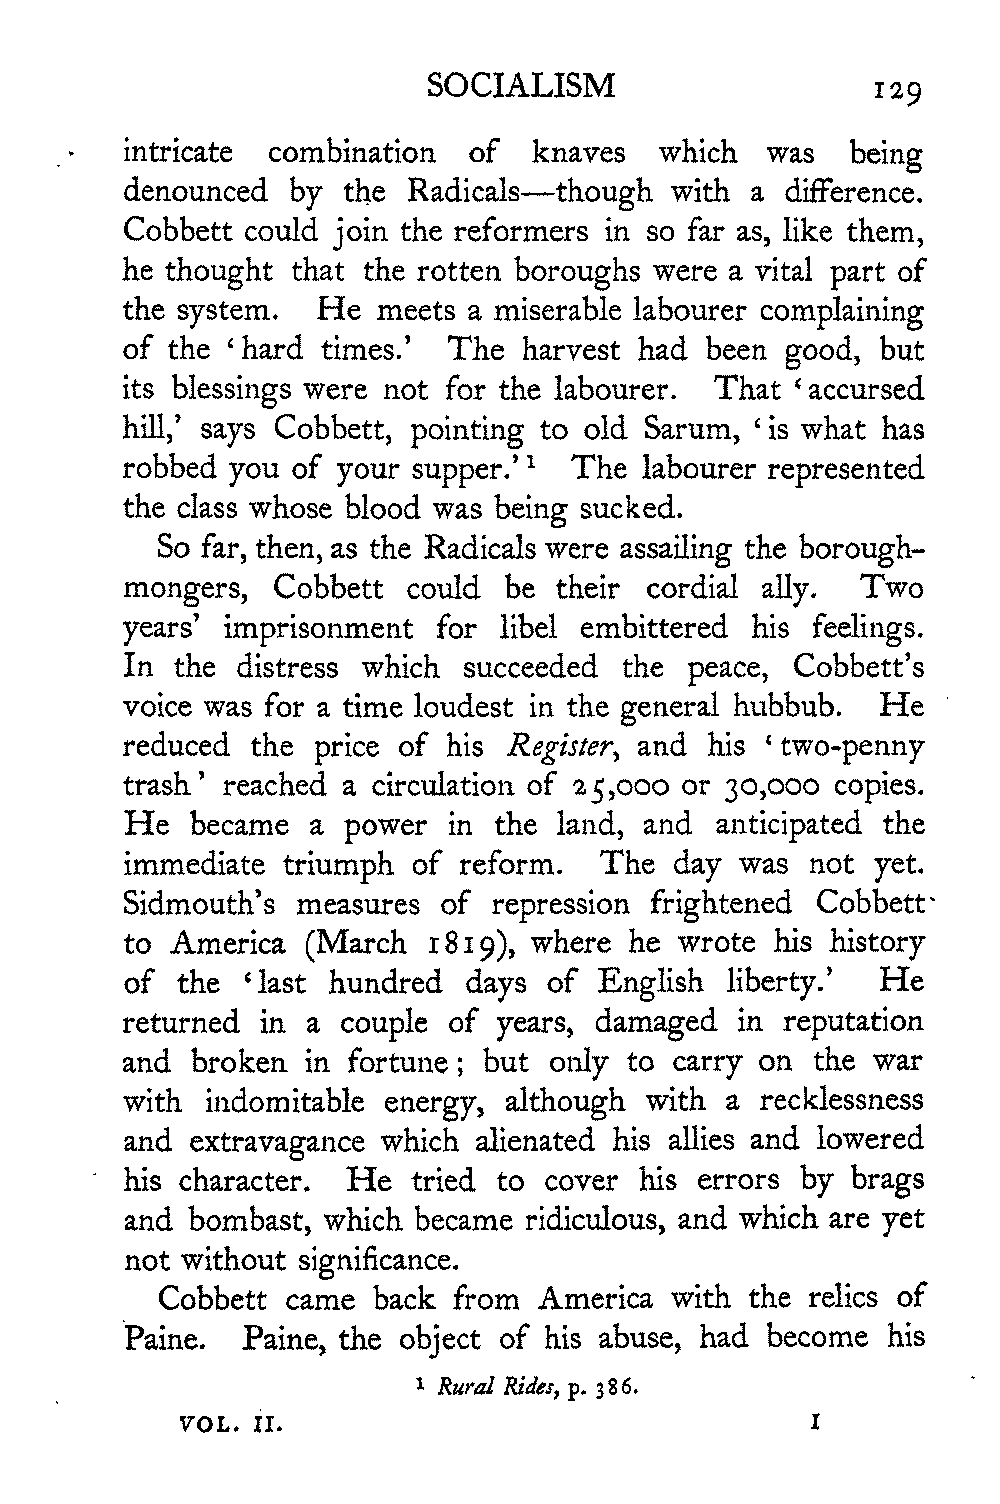 SOCIALISM 129
intricate combination of knaves which was being
denounced by the Radicals—though with a difference.
Cobbett could join the reformers in so far as, like them,
he thought that the rotten boroughs were a vital part of
the system. He meets a miserable labourer complaining
of the ‘hard times.’ The harvest had been good, but
its blessings were not for the labourer. That ‘accursed
hill,’ says Cobbett, pointing to old Sarum, ‘is what has
robbed you of your supper.’ ¹ The labourer represented
the class whose blood was being sucked.
So far, then, as the Radicals were assailing the borough-
mongers, Cobbett could be their cordial ally. Two
years’ imprisonment for libel embittered his feelings.
In the distress which succeeded the peace, Cobbett’s
voice was for a time loudest in the general hubbub. He
reduced the price of his Register, and his ‘two-penny
trash’ reached a circulation of 25,000 or 30,000 copies.
He became a power in the land, and anticipated the
immediate triumph of reform. The day was not yet.
Sidmouth’s measures of repression frightened Cobbett
to America (March 1819), where he wrote his history
of the ‘last hundred days of English liberty.’ He
returned in a couple of years, damaged in reputation
and broken in fortune; but only to carry on the war
with indomitable energy, although with a recklessness
and extravagance which alienated his allies and lowered
his character. He tried to cover his errors by brags
and bombast, which became ridiculous, and which are yet
not without significance.
Cobbett came back from America with the relics of
Paine. Paine, the object of his abuse, had become his
¹ Rural Rides, p. 386.
VOL. II. I